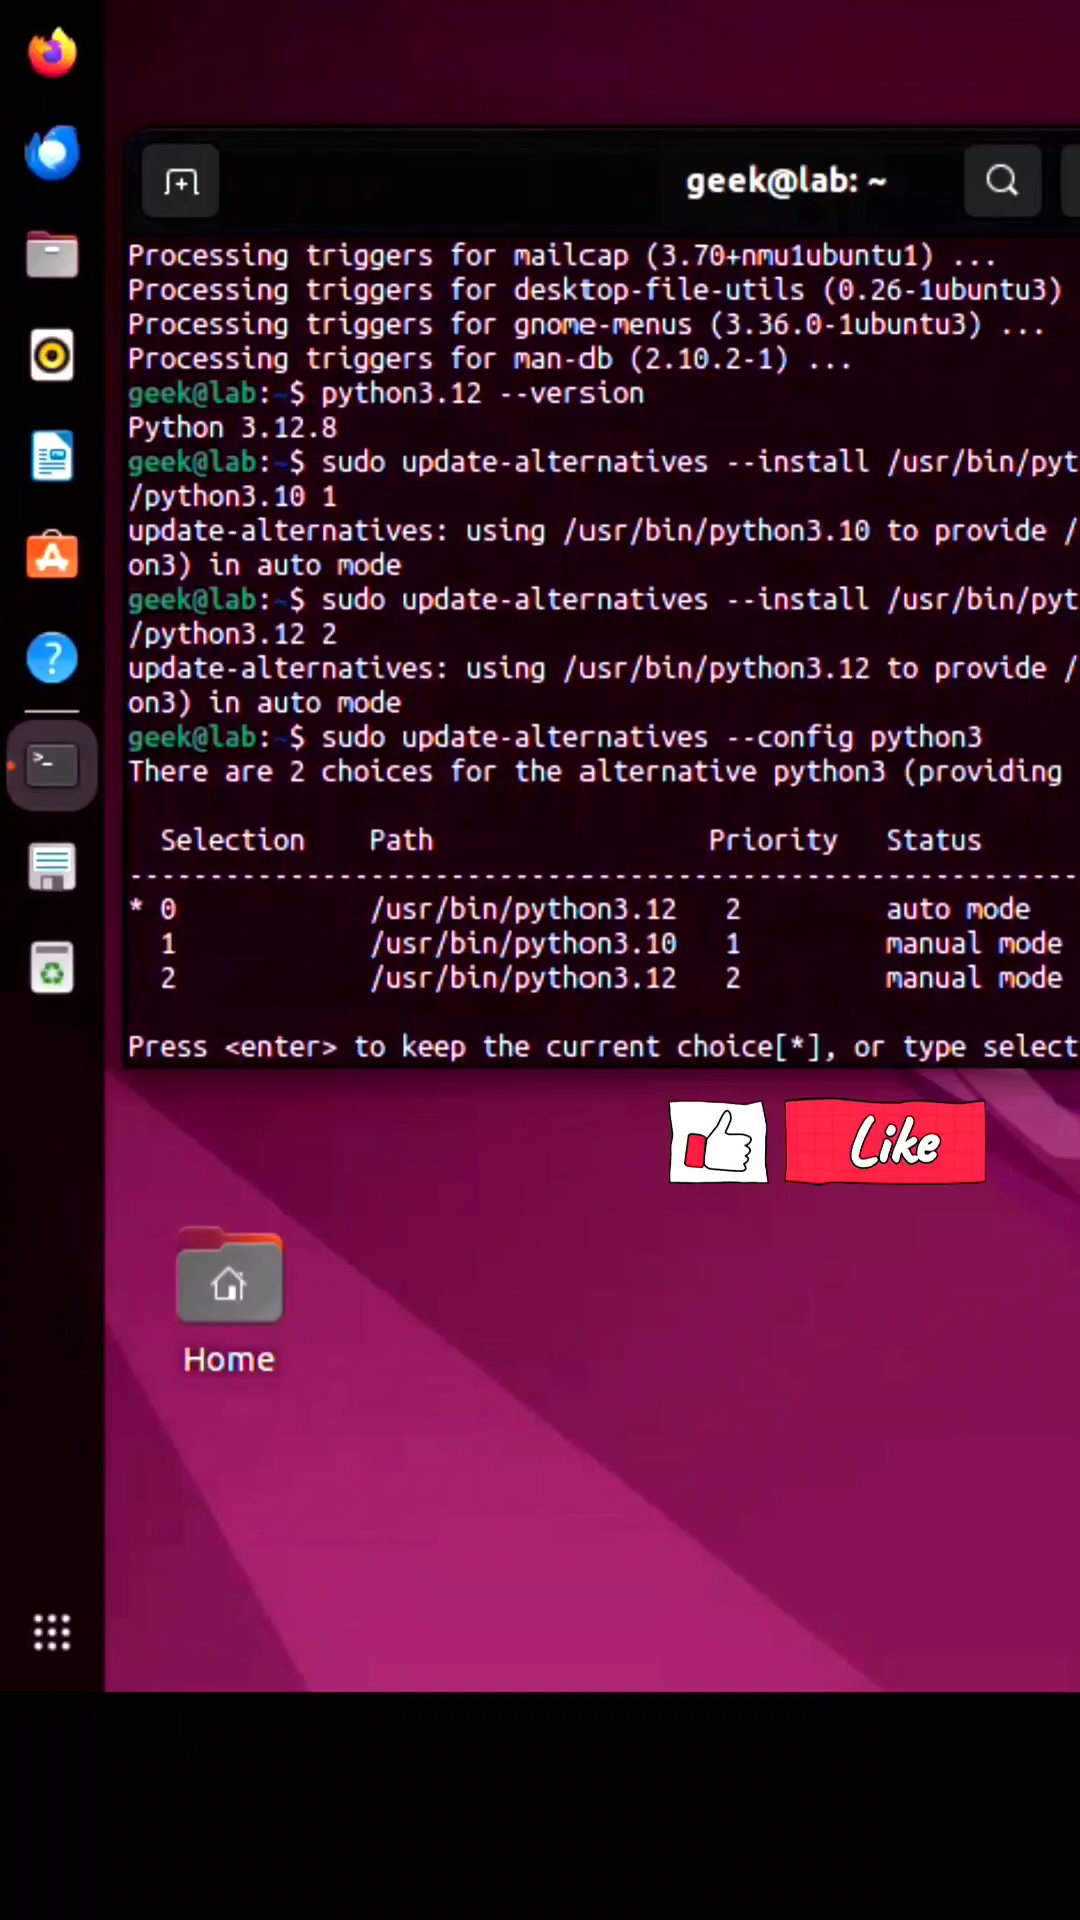 geek@lab: ~
Processing triggers for mailcap (3.70+nmu1ubuntu1) ...
Processing triggers for desktop-file-utils (0.26-1ubuntu3)
Processing triggers for gnome-menus (3.36.0-1ubuntu3) ...
Processing triggers for man-db (2.10.2-1) ...
geek@lab:~$ python3.12 --version
Python 3.12.8
geek@lab:~$ sudo update-alternatives --install /usr/bin/pyt
/python3.10 1
update-alternatives: using /usr/bin/python3.10 to provide /
on3) in auto mode
geek@lab:~$ sudo update-alternatives --install /usr/bin/pyt
/python3.12 2
update-alternatives: using /usr/bin/python3.12 to provide /
on3) in auto mode
geek@lab:~$ sudo update-alternatives --config python3
There are 2 choices for the alternative python3 (providing
Selection Path Priority Status
------------------------------------------------------------
* 0 /usr/bin/python3.12 2 auto mode
1 /usr/bin/python3.10 1 manual mode
2 /usr/bin/python3.12 2 manual mode
Press <enter> to keep the current choice[*], or type select
Like
Home